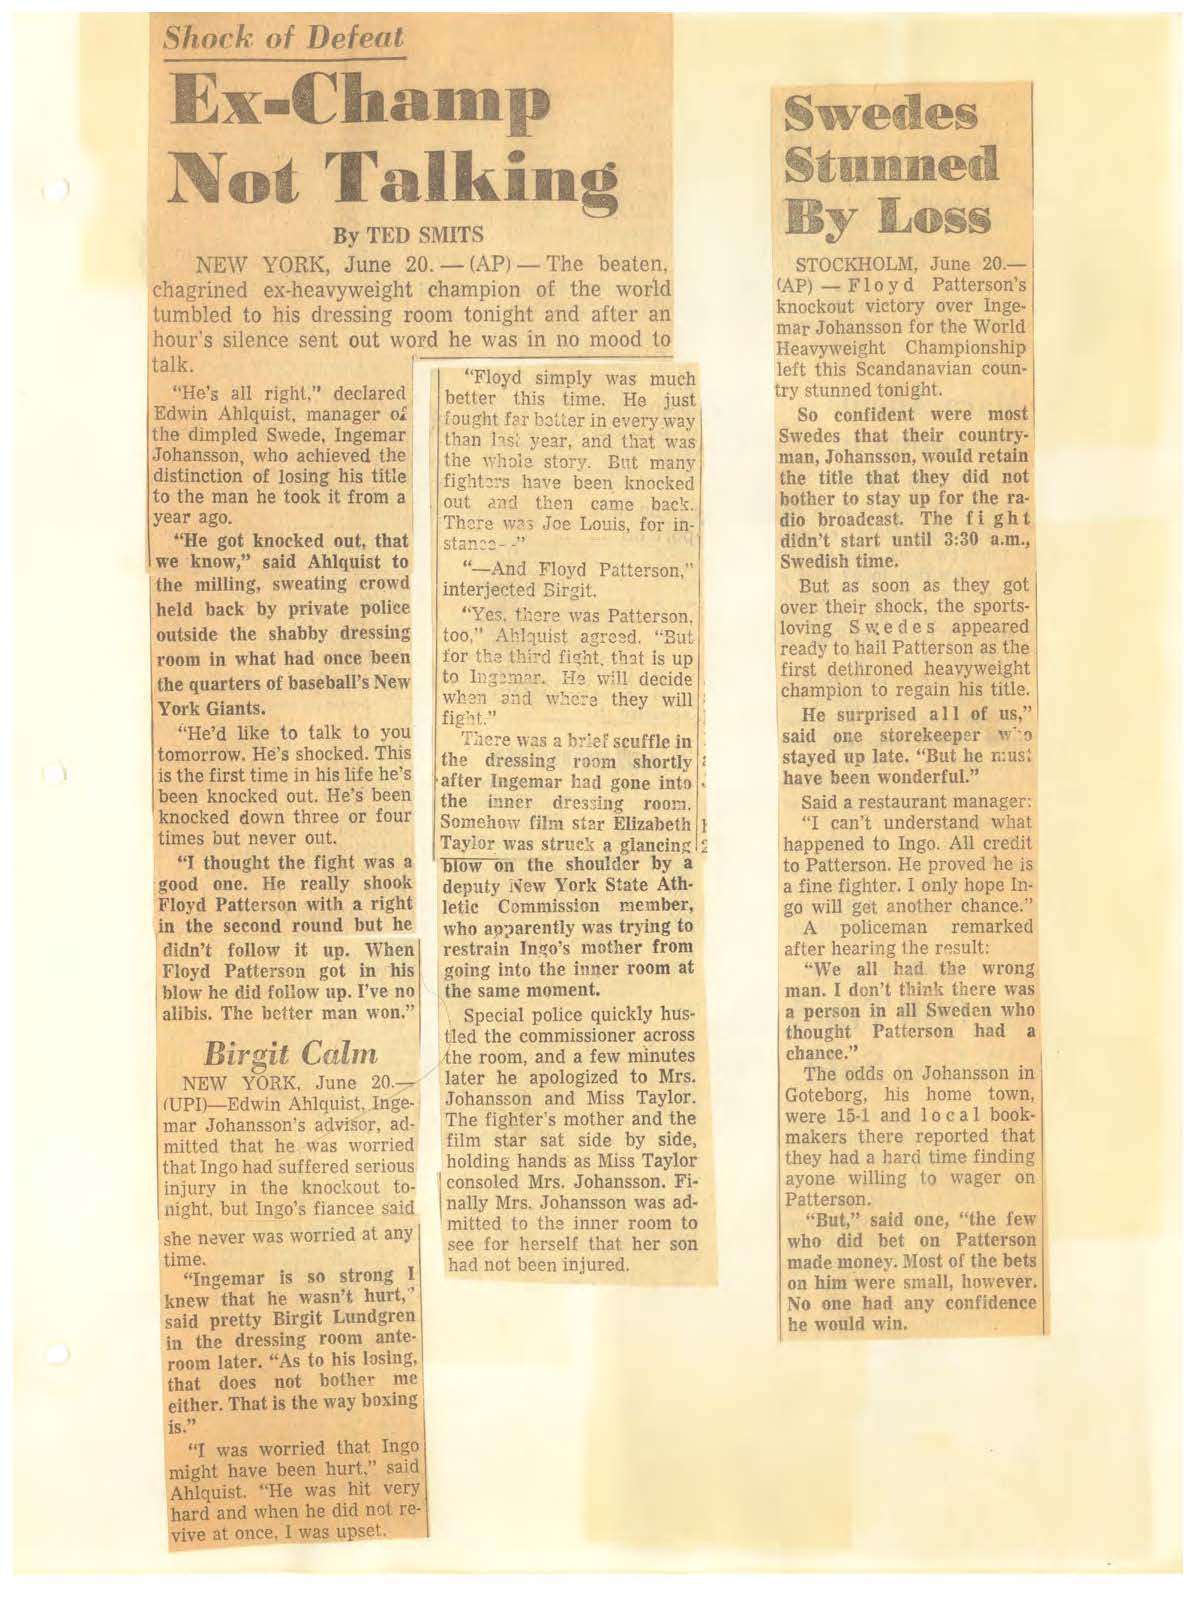 Shock of Defeat
Ex-Champ
Not Talking
By TED SMITS
NEW YORK, June 20. — (AP) — The beaten,
chagrined ex-heavyweight champion of the world
tumbled to his dressing room tonight and after an
hour's silence sent out word he was in no mood to
talk.
"He's all right," declared
Edwin Ahlquist, manager of
the dimpled Swede, Ingemar
Johansson, who achieved the
distinction of losing his title
to the man he took it from a
year ago.
"He got knocked out, that
we know," said Ahlquist to
the milling, sweating crowd
held back by private police
outside the shabby dressing
room in what had once been
the quarters of baseball's New
York Giants.
"He'd like to talk to you
tomorrow. He's shocked. This
is the first time in his life he's
been knocked out. He's been
knocked down three or four
times but never out.
"I thought the fight was a
good one. He really shook
Floyd Patterson with a right
in the second round but he
didn't follow it up. When
Floyd Patterson got in his
blow he did follow up. I've no
alibis. The better man won."
Birgit Calm
NEW YORK, June 20.—
(UPI)—Edwin Ahlquist, Inge-
mar Johansson's advisor, ad-
mitted that he was worried
that Ingo had suffered serious
injury in the knockout to-
night, but Ingo's fiancee said
she never was worried at any
time.
"Ingemar is so strong I
knew that he wasn't hurt,"
said pretty Birgit Lundgren
in the dressing room ante-
room later. "As to his losing,
that does not bother me
either. That is the way boxing
is."
"I was worried that Ingo
might have been hurt," said
Ahlquist. "He was hit very
hard and when he did not re-
vive at once, I was upset.
"Floyd simply was much
better this time. He just
fought far better in every way
than last year, and that was
the whole story. But many
fighters have been knocked
out and then came back.
There was Joe Louis, for in-
stance--"
"—And Floyd Patterson,"
interjected Birgit.
"Yes, there was Patterson,
too," Ahlquist agreed. "But
for the third fight, that is up
to Ingemar. He will decide
when and where they will
fight."
There was a brief scuffle in
the dressing room shortly
after Ingemar had gone into
the inner dressing room.
Somehow film star Elizabeth
Taylor was struck a glancing
blow on the shoulder by a
deputy New York State Ath-
letic Commission member,
who apparently was trying to
restrain Ingo's mother from
going into the inner room at
the same moment.
Special police quickly hus-
tled the commissioner across
the room, and a few minutes
later he apologized to Mrs.
Johansson and Miss Taylor.
The fighter's mother and the
film star sat side by side,
holding hands as Miss Taylor
consoled Mrs. Johansson. Fi-
nally Mrs. Johansson was ad-
mitted to the inner room to
see for herself that her son
had not been injured.
Swedes
Stunned
By Loss
STOCKHOLM, June 20.—
(AP) — Floyd Patterson's
knockout victory over Inge-
mar Johansson for the World
Heavyweight Championship
left this Scandanavian coun-
try stunned tonight.
So confident were most
Swedes that their country-
man, Johansson, would retain
the title that they did not
bother to stay up for the ra-
dio broadcast. The fight
didn't start until 3:30 a.m.,
Swedish time.
But as soon as they got
over their shock, the sports-
loving Swedes appeared
ready to hail Patterson as the
first dethroned heavyweight
champion to regain his title.
He surprised all of us,"
said one storekeeper who
stayed up late. "But he must
have been wonderful."
Said a restaurant manager:
"I can't understand what
happened to Ingo. All credit
to Patterson. He proved he is
a fine fighter. I only hope In-
go will get another chance."
A policeman remarked
after hearing the result:
"We all had the wrong
man. I don't think there was
a person in all Sweden who
thought Patterson had a
chance."
The odds on Johansson in
Goteborg, his home town,
were 15-1 and local book-
makers there reported that
they had a hard time finding
ayone willing to wager on
Patterson.
"But," said one, "the few
who did bet on Patterson
made money. Most of the bets
on him were small, however.
No one had any confidence
he would win.